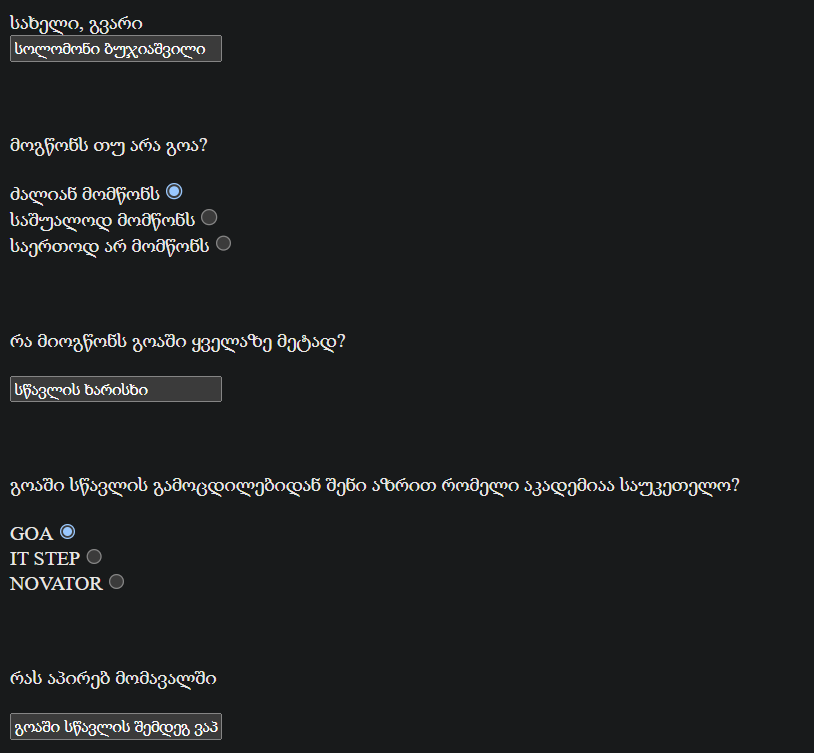 სახელი, გვარი
სოლომონი ბუჯიაშვილი
მოგწონს თუ არა გოა?
ძალიან მომწონს
საშუალოდ მომწონს
საერთოდ არ მომწონს
რა მიოგწონს გოაში ყველაზე მეტად?
სწავლის ხარისხი
გოაში სწავლის გამოცდილებიდან შენი აზრით რომელი აკადემიაა საუკეთელო?
GOA
IT STEP
NOVATOR
რას აპირებ მომავალში
გოაში სწავლის შემდეგ ვაპ